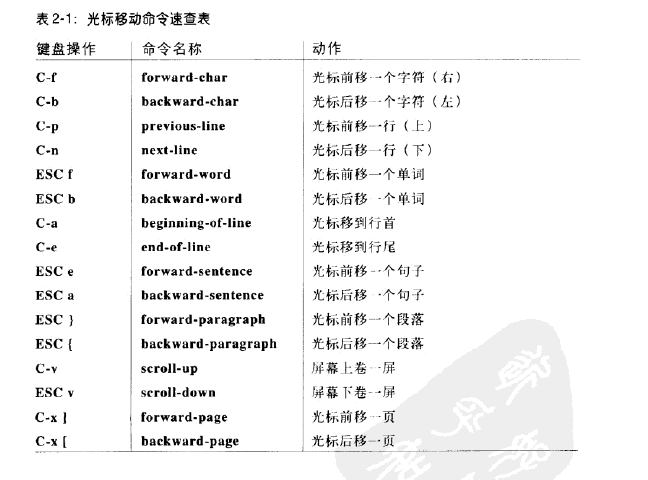 表 2-1：光标移动命令速查表
键盘操作 命令名称 动作
C-f forward-char 光标前移一个字符（右）
C-b backward-char 光标后移一个字符（左）
C-p previous-line 光标前移一行（上）
C-n next-line 光标后移一行（下）
ESC f forward-word 光标前移一个单词
ESC b backward-word 光标后移一个单词
C-a beginning-of-line 光标移到行首
C-e end-of-line 光标移到行尾
ESC e forward-sentence 光标前移一个句子
ESC a backward-sentence 光标后移一个句子
ESC } forward-paragraph 光标前移一个段落
ESC { backward-paragraph 光标后移一个段落
C-v scroll-up 屏幕上卷一屏
ESC v scroll-down 屏幕下卷一屏
C-x ] forward-page 光标前移一页
C-x [ backward-page 光标后移一页